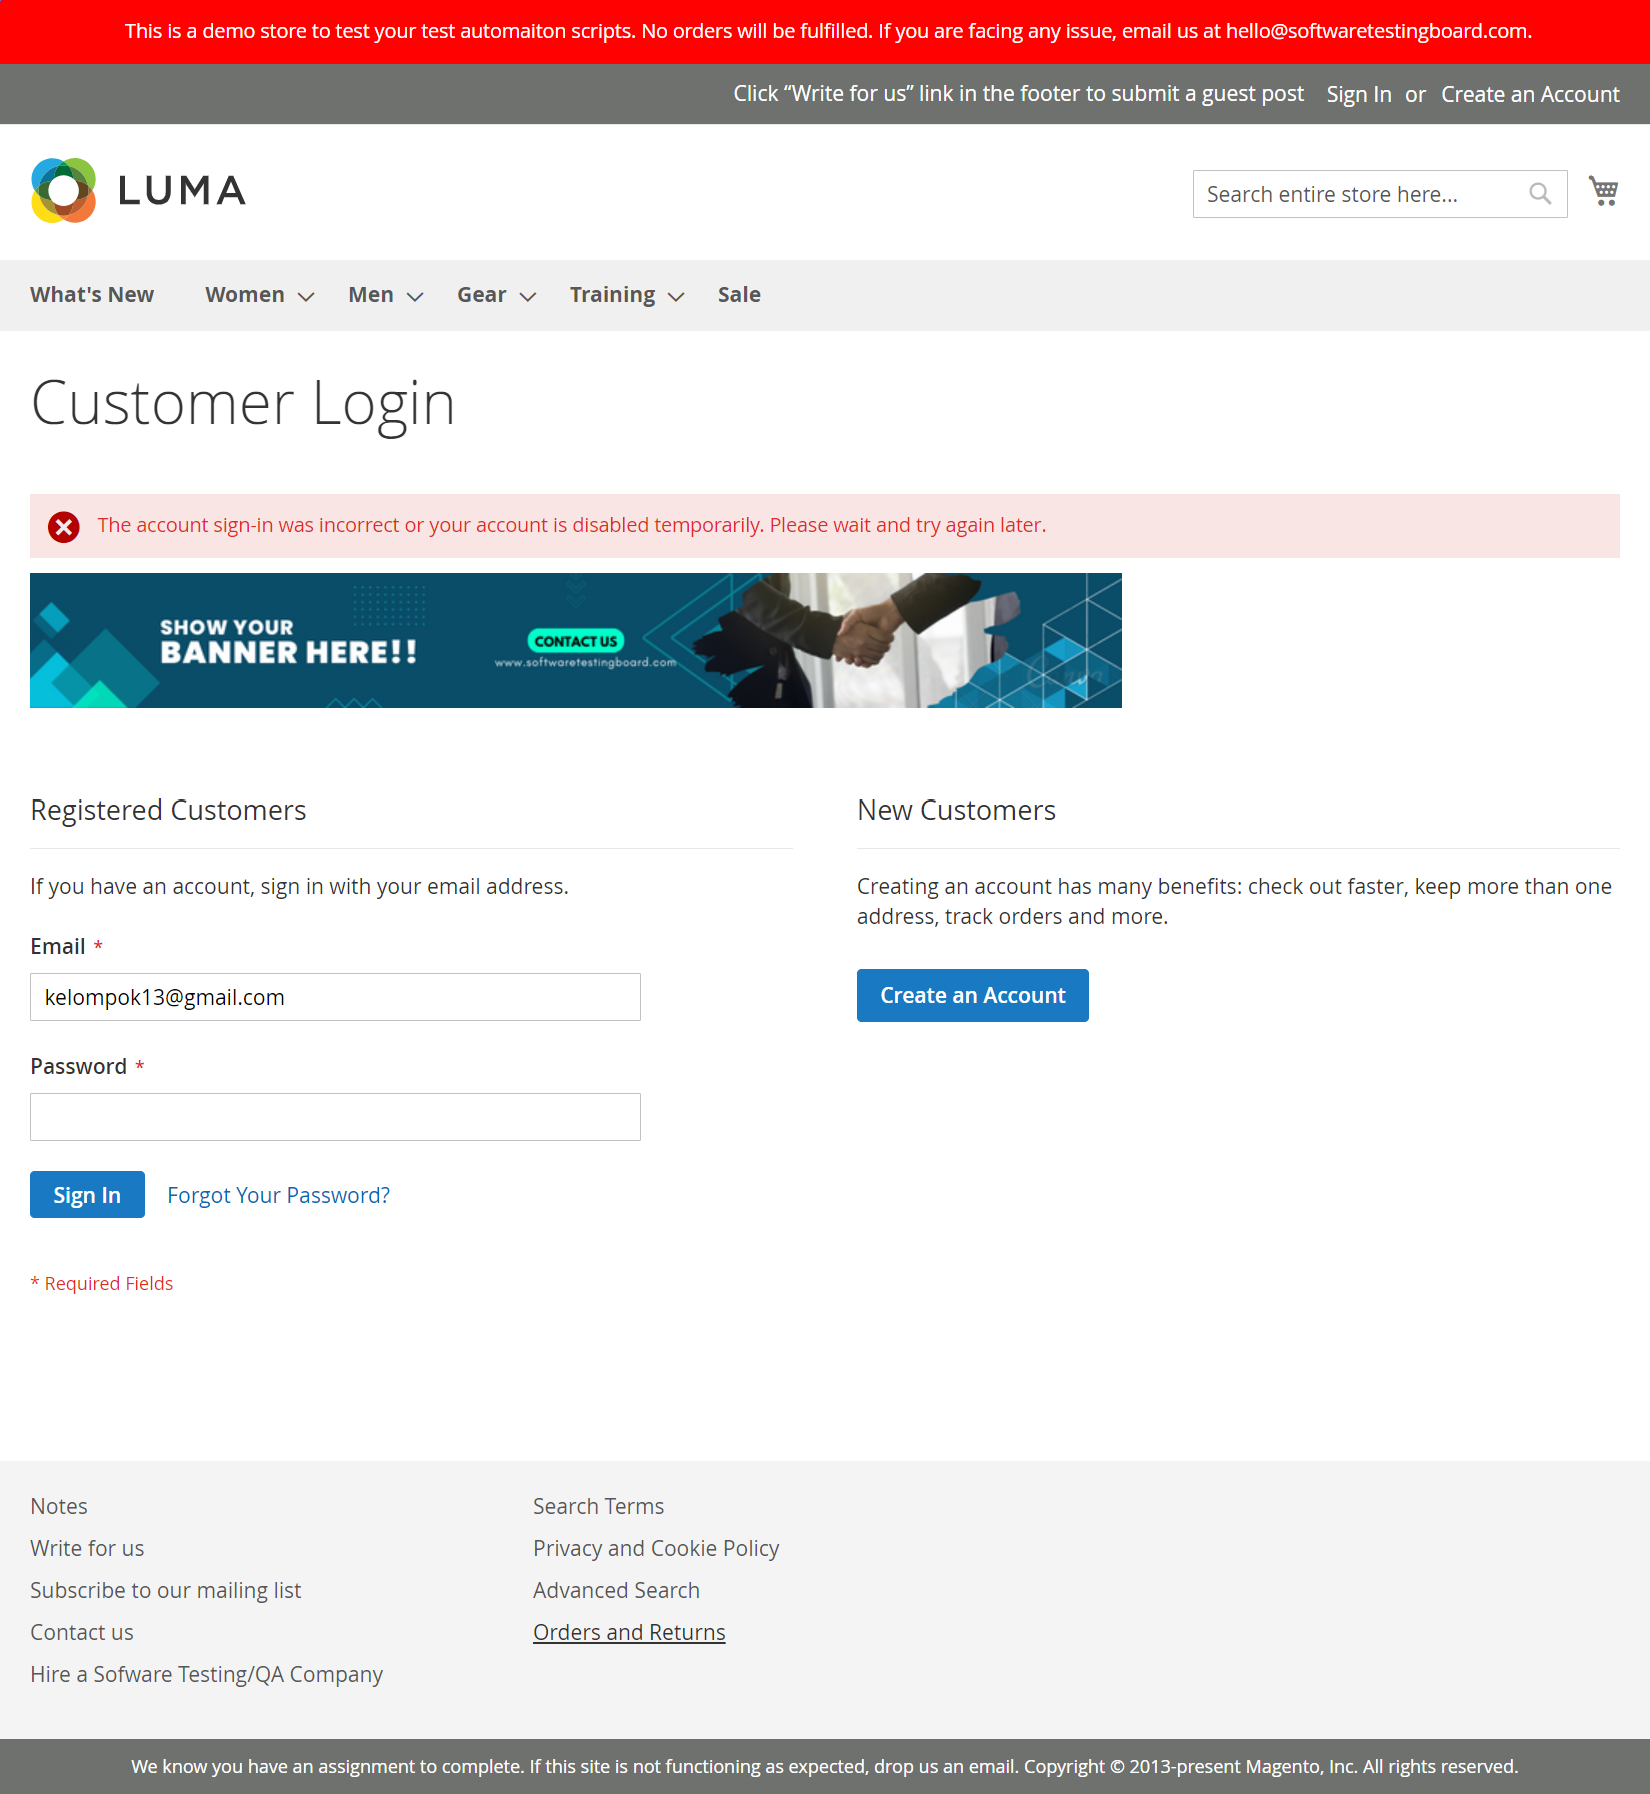 This is a demo store to test your test automaiton scripts. No orders will be fulfilled. If you are facing any issue, email us at hello@softwaretestingboard.com.
Click “Write for us” link in the footer to submit a guest post Sign In or Create an Account
LUMA
Search entire store here...
What's New Women Men Gear Training Sale
Customer Login
The account sign-in was incorrect or your account is disabled temporarily. Please wait and try again later.
SHOW YOUR
BANNER HERE!!
CONTACT US
www.softwaretestingboard.com
Registered Customers
If you have an account, sign in with your email address.
Email *
kelompok13@gmail.com
Password *
Sign In Forgot Your Password?
* Required Fields
New Customers
Creating an account has many benefits: check out faster, keep more than one
address, track orders and more.
Create an Account
Notes
Write for us
Subscribe to our mailing list
Contact us
Hire a Sofware Testing/QA Company
Search Terms
Privacy and Cookie Policy
Advanced Search
Orders and Returns
We know you have an assignment to complete. If this site is not functioning as expected, drop us an email. Copyright © 2013-present Magento, Inc. All rights reserved.